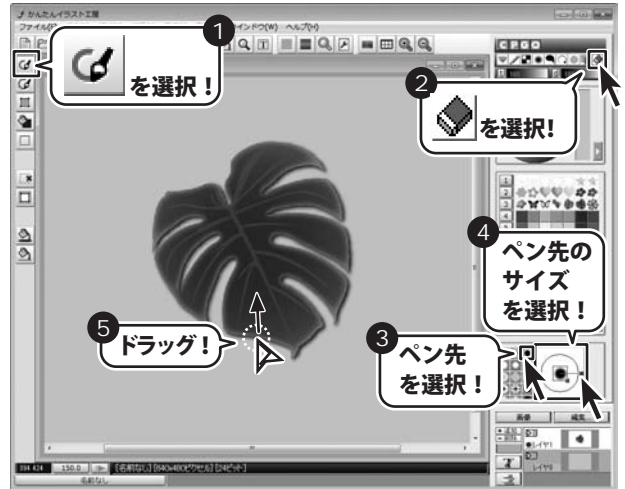 かんたんイラスト工房
ウインドウ(W) ヘルプ(H)
1
を選択！
2
を選択!
4
ペン先の
サイズ
を選択！
5
ドラッグ！
3
ペン先
を選択！
画像 編集
レイヤ1
レイヤ0
394 424 150.0 [名前なし] [640x480ピクセル] [24ビット]
名前なし